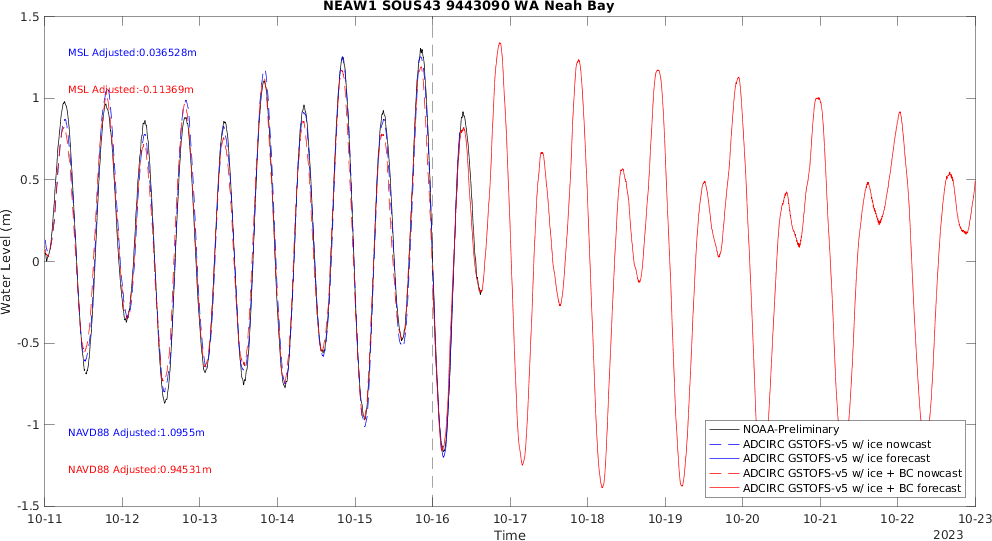 NEAW1 SOUS43 9443090 WA Neah Bay
1.5
1
0.5
0
-0.5
-1
-1.5
Water Level (m)
MSL Adjusted:0.036528m
MSL Adjusted:-0.11369m
NAVD88 Adjusted:1.0955m
NAVD88 Adjusted:0.94531m
NOAA-Preliminary
ADCIRC GSTOFS-v5 w/ ice nowcast
ADCIRC GSTOFS-v5 w/ ice forecast
ADCIRC GSTOFS-v5 w/ ice + BC nowcast
ADCIRC GSTOFS-v5 w/ ice + BC forecast
10-11 10-12 10-13 10-14 10-15 10-16 10-17 10-18 10-19 10-20 10-21 10-22 10-23
Time
2023